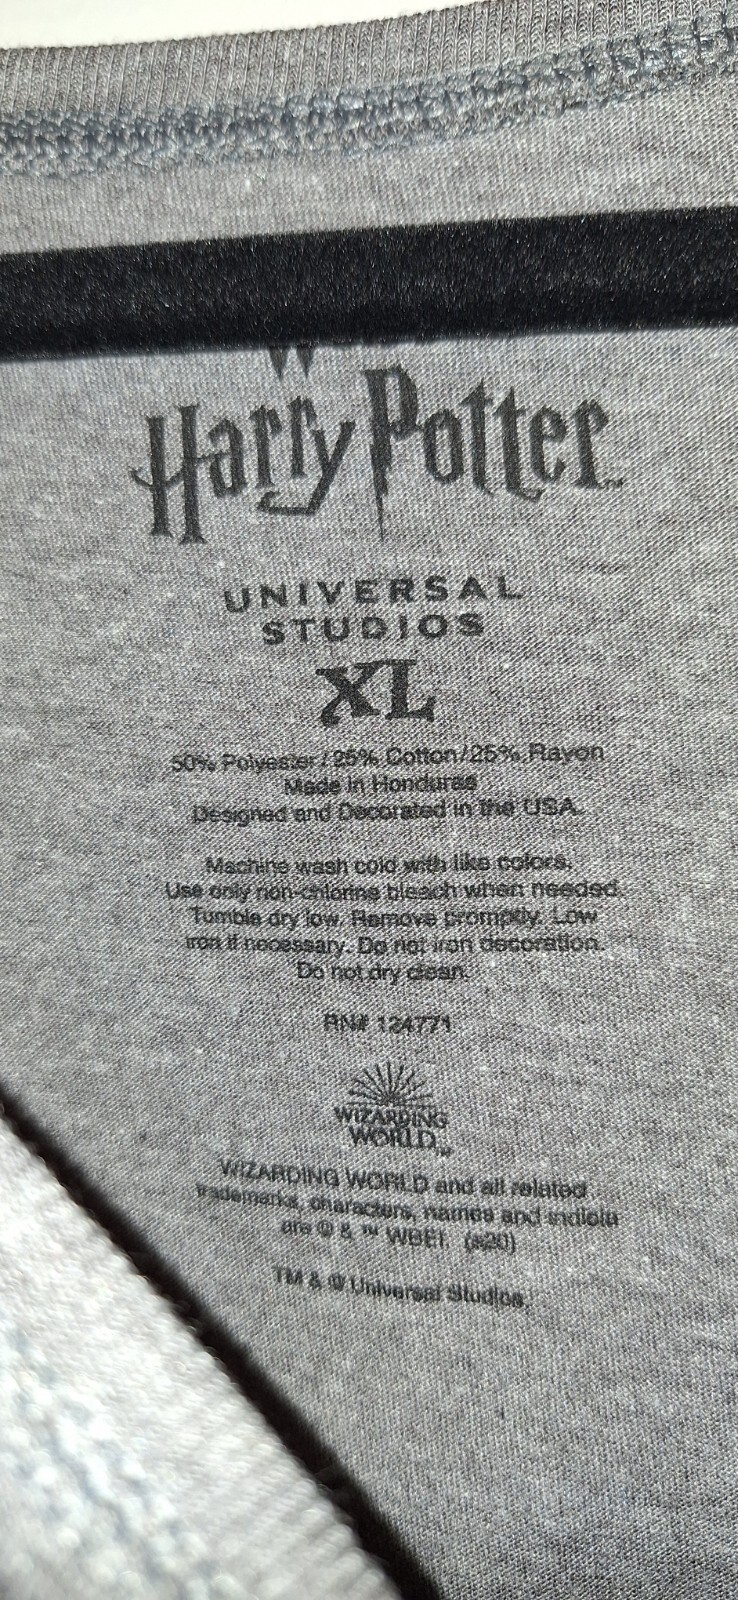 Harry Potter™
UNIVERSAL
STUDIOS
XL
50% Polyester/25% Cotton/25% Rayon
Made in Honduras
Designed and Decorated in the USA.
Machine wash cold with like colors.
Use only non-chlorine bleach when needed.
Tumble dry low. Remove promptly. Low
iron if necessary. Do not iron decoration.
Do not dry clean.
RN# 124771
WIZARDING
WORLD™
WIZARDING WORLD and all related
trademarks, characters, names and indicia
are © & ™ WBEI. (s20)
TM & © Universal Studios.